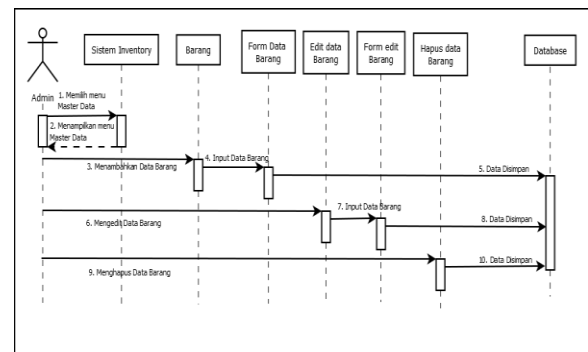 Sistem Inventory
Barang
Form Data
Barang
Edit data
Barang
Form edit
Barang
Hapus data
Barang
Database
Admin
1. Memilih menu
Master Data
2. Menampilkan menu
Master Data
3. Menambahkan Data Barang
4. Input Data Barang
5. Data Disimpan
6. Mengedit Data Barang
7. Input Data Barang
8. Data Disimpan
9. Menghapus Data Barang
10. Data Disimpan